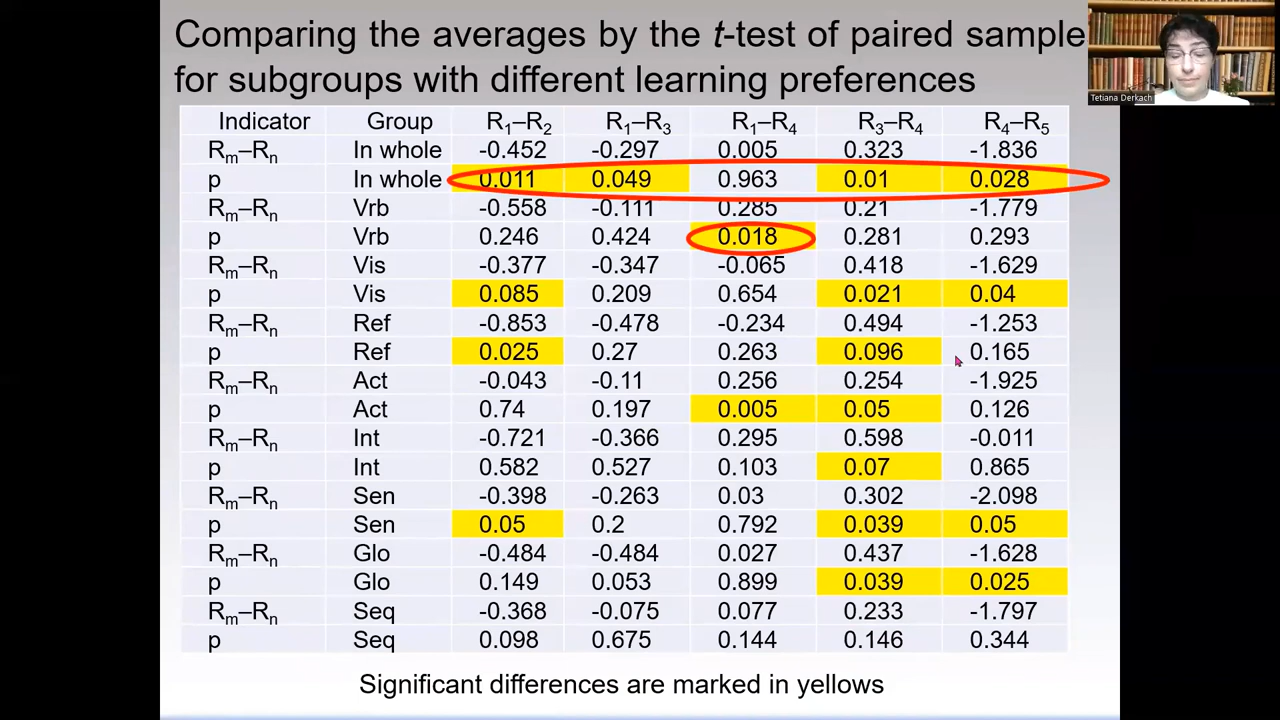 Comparing the averages by the t-test of paired sample
for subgroups with different learning preferences
Tetiana Derkach
Indicator Group R1–R2 R1–R3 R1–R4 R3–R4 R4–R5
Rm–Rn In whole -0.452 -0.297 0.005 0.323 -1.836
p In whole 0.011 0.049 0.963 0.01 0.028
Rm–Rn Vrb -0.558 -0.111 0.285 0.21 -1.779
p Vrb 0.246 0.424 0.018 0.281 0.293
Rm–Rn Vis -0.377 -0.347 -0.065 0.418 -1.629
p Vis 0.085 0.209 0.654 0.021 0.04
Rm–Rn Ref -0.853 -0.478 -0.234 0.494 -1.253
p Ref 0.025 0.27 0.263 0.096 0.165
Rm–Rn Act -0.043 -0.11 0.256 0.254 -1.925
p Act 0.74 0.197 0.005 0.05 0.126
Rm–Rn Int -0.721 -0.366 0.295 0.598 -0.011
p Int 0.582 0.527 0.103 0.07 0.865
Rm–Rn Sen -0.398 -0.263 0.03 0.302 -2.098
p Sen 0.05 0.2 0.792 0.039 0.05
Rm–Rn Glo -0.484 -0.484 0.027 0.437 -1.628
p Glo 0.149 0.053 0.899 0.039 0.025
Rm–Rn Seq -0.368 -0.075 0.077 0.233 -1.797
p Seq 0.098 0.675 0.144 0.146 0.344
Significant differences are marked in yellows